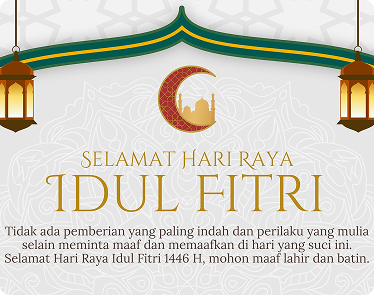 Selamat Hari Raya
Idul Fitri
Tidak ada pemberian yang paling indah dan perilaku yang mulia
selain meminta maaf dan memaafkan di hari yang suci ini.
Selamat Hari Raya Idul Fitri 1446 H, mohon maaf lahir dan batin.